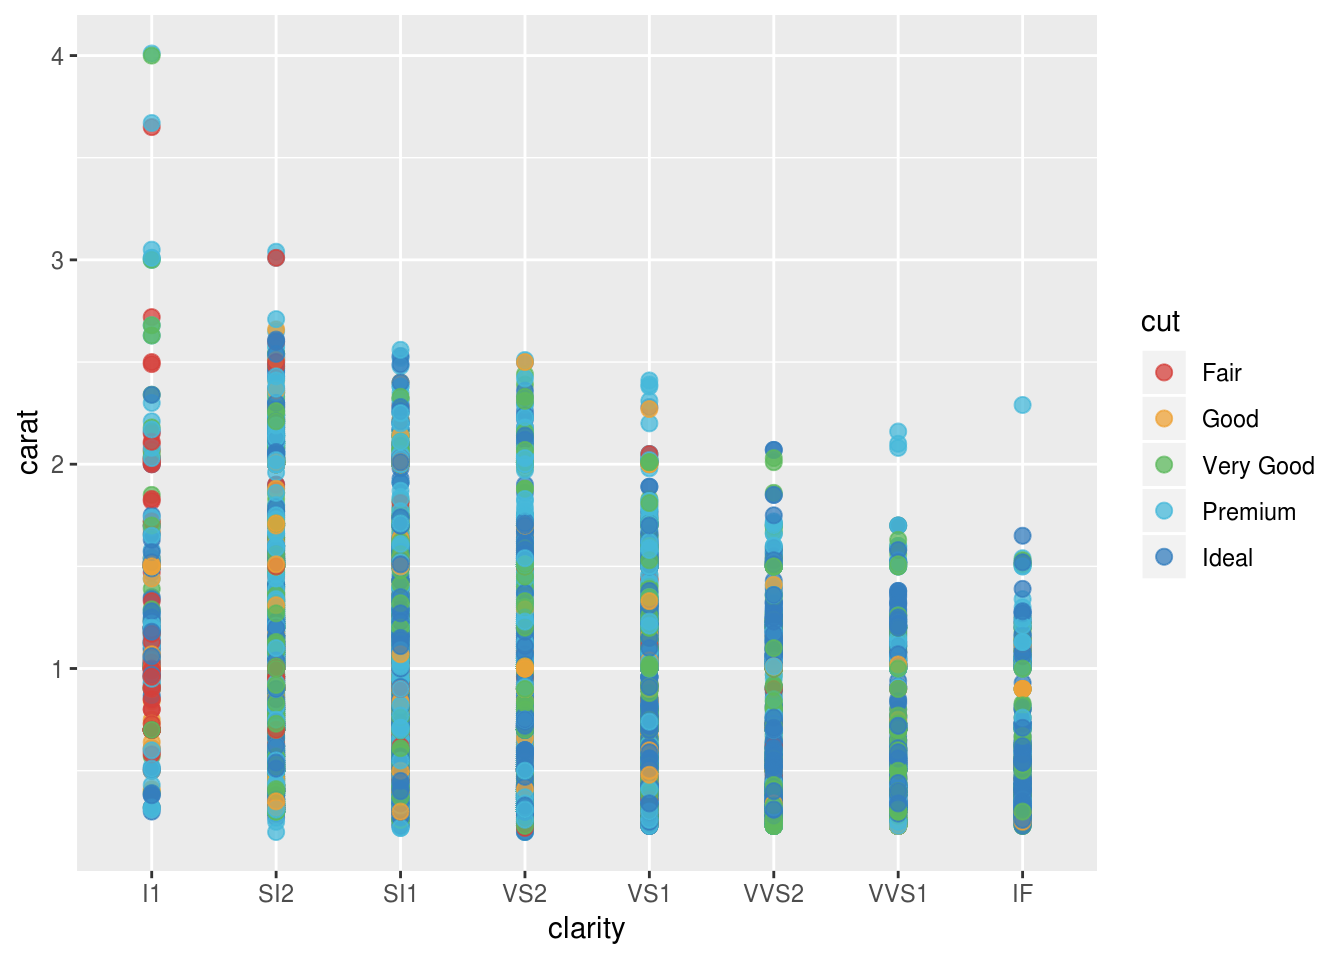 4
3
2
1
carat
I1 SI2 SI1 VS2 VS1 VVS2 VVS1 IF
clarity
cut
Fair
Good
Very Good
Premium
Ideal